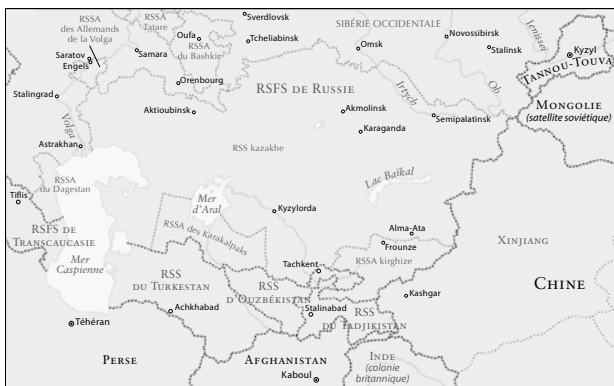 Sverdlovsk
SIBÉRIE OCCIDENTALE
RSSA
des Allemands
de la Volga
RSSA
Tatare
Oufa
Tcheliabinsk
RSSA
du Bashkir
Omsk
Novossibirsk
Stalinsk
Ienisseï
Kyzyl
TANNOU-TOUVA
Saratov
Engels
Samara
Orenbourg
Stalingrad
Aktioubinsk
RSFS DE RUSSIE
Akmolinsk
Irtych
Ob
Semipalatinsk
MONGOLIE
(satellite soviétique)
Volga
Karaganda
Astrakhan
RSS kazakhe
RSSA
du Dagestan
Tiflis
Mer
d'Aral
Lac Baïkal
Kyzylorda
RSFS DE
TRANSCAUCASIE
RSSA des Karakalpaks
Alma-Ata
Frounze
XINJIANG
Mer
Caspienne
Tachkent
RSSA kirghize
RSS
DU TURKESTAN
RSS
D'OUZBÉKISTAN
CHINE
Kashgar
Achkhabad
Stalinabad
RSS
DU TADJIKISTAN
Téhéran
PERSE
AFGHANISTAN
Kaboul
INDE
(colonie
britannique)